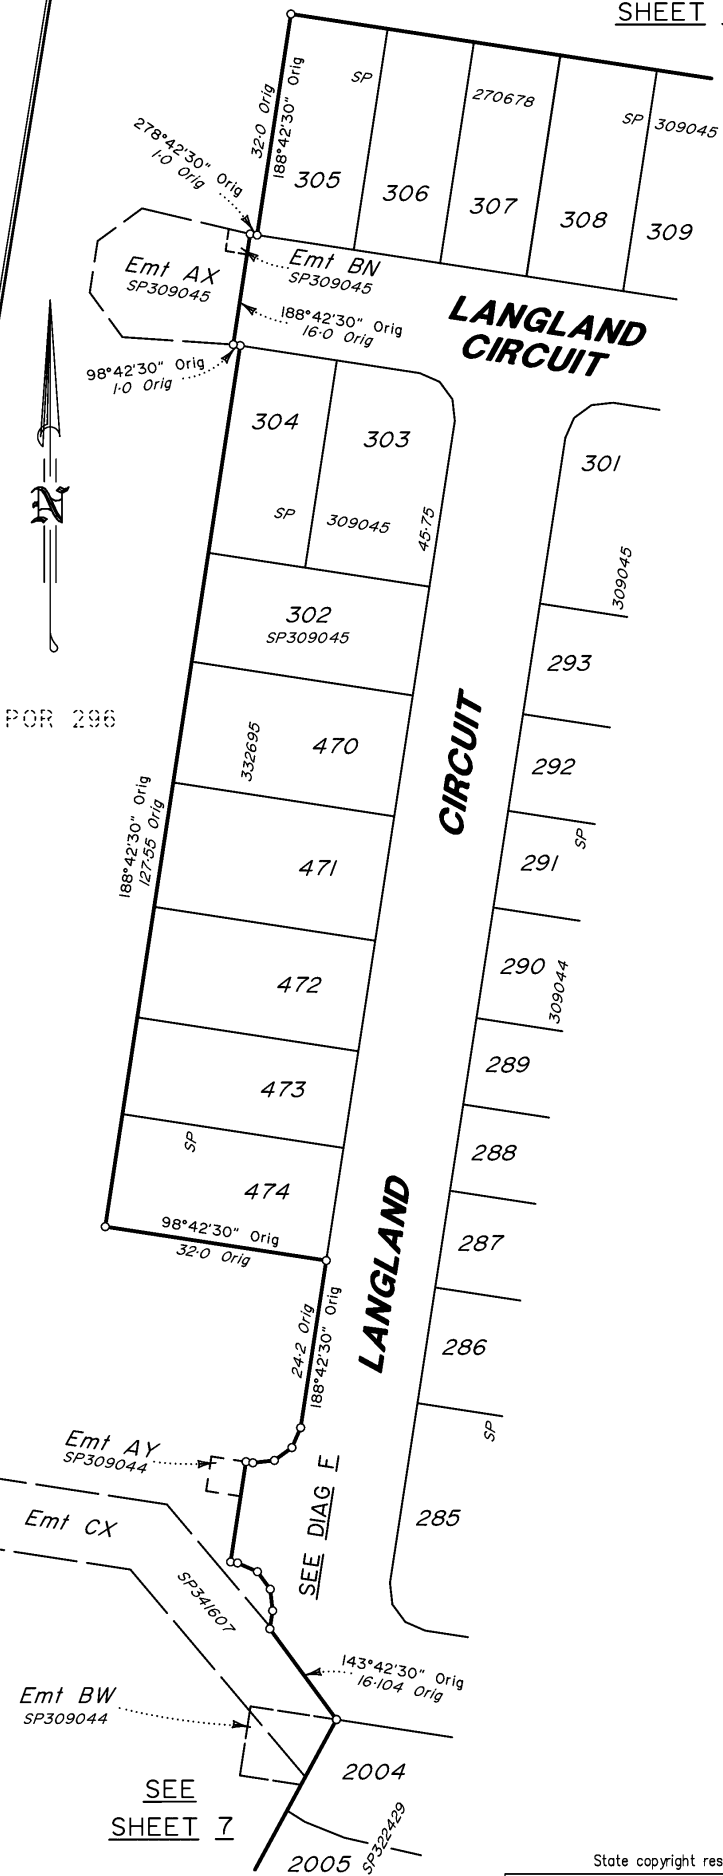 SHEET
32·0 Orig
188°42'30" Orig
SP
270678
SP 309045
278°42'30" Orig
1·0 Orig
305
306
307
308
309
Emt AX
SP309045
Emt BN
SP309045
188°42'30" Orig
16·0 Orig
LANGLAND
CIRCUIT
98°42'30" Orig
1·0 Orig
304
303
301
SP 309045
45·75
309045
N
302
SP309045
293
POR 296
332695
470
CIRCUIT
292
SP
188°42'30" Orig
127·55 Orig
471
291
472
290
309044
473
289
SP
474
288
98°42'30" Orig
32·0 Orig
LANGLAND
287
24·2 Orig
188°42'30" Orig
286
SP
Emt AY
SP309044
SEE DIAG F
Emt CX
285
SP341607
143°42'30" Orig
16·104 Orig
Emt BW
SP309044
2004
SEE
SHEET 7
SP322429
2005
State copyright res